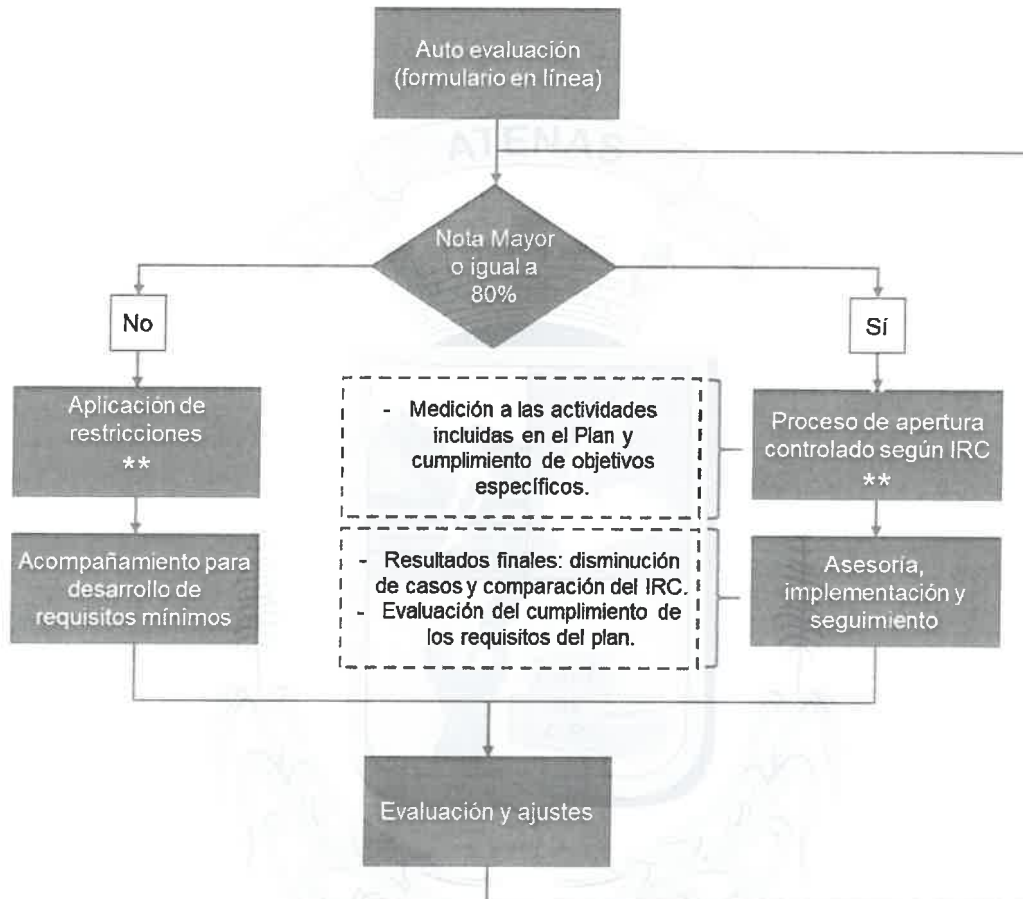 Auto evaluación
(formulario en línea)
ATENAS
Nota Mayor
o igual a
80%
No
Sí
Aplicación de
restricciones
**
- Medición a las actividades
incluidas en el Plan y
cumplimiento de objetivos
específicos.
Proceso de apertura
controlado según IRC
**
Acompañamiento para
desarrollo de
requisitos mínimos
- Resultados finales: disminución
de casos y comparación del IRC.
- Evaluación del cumplimiento de
los requisitos del plan.
Asesoría,
implementación y
seguimiento
Evaluación y ajustes